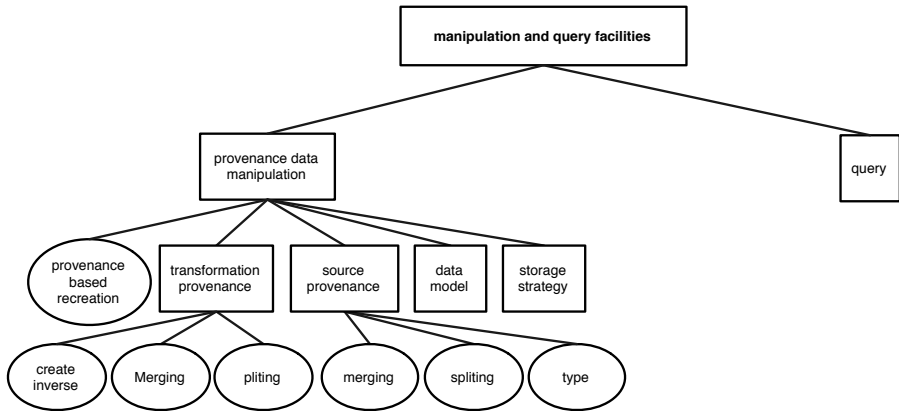 manipulation and query facilities
provenance data
manipulation
query
provenance
based
recreation
transformation
provenance
source
provenance
data
model
storage
strategy
create
inverse
Merging
pliting
merging
spliting
type